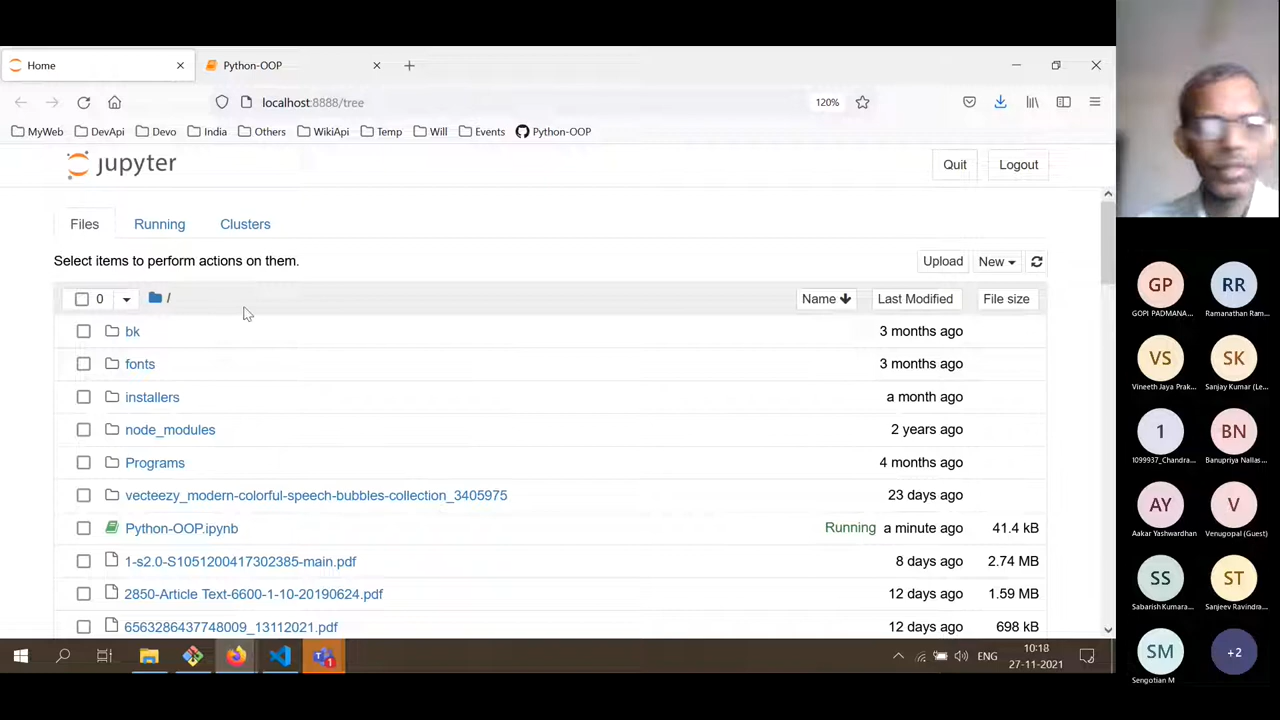 Home
Python-OOP
localhost:8888/tree
120%
MyWeb DevApi Devo India Others WikiApi Temp Will Events Python-OOP
jupyter
Quit Logout
Files Running Clusters
Select items to perform actions on them.
Upload New
0 / Name Last Modified File size
bk 3 months ago
fonts 3 months ago
installers a month ago
node_modules 2 years ago
Programs 4 months ago
vecteezy_modern-colorful-speech-bubbles-collection_3405975 23 days ago
Python-OOP.ipynb Running a minute ago 41.4 kB
1-s2.0-S1051200417302385-main.pdf 8 days ago 2.74 MB
2850-Article Text-6600-1-10-20190624.pdf 12 days ago 1.59 MB
6563286437748009_13112021.pdf 12 days ago 698 kB
1
ENG
10:18
27-11-2021
GP RR
GOPI PADMANA... Ramanathan Ram...
VS SK
Vineeth Jaya Prak... Sanjay Kumar (Le...
1 BN
1099937_Chandra... Banupriya Nallas...
AY V
Aakar Yashwardhan Venugopal (Guest)
SS ST
Sabarish Kumara... Sanjeev Ravindra...
SM +2
Sengotian M